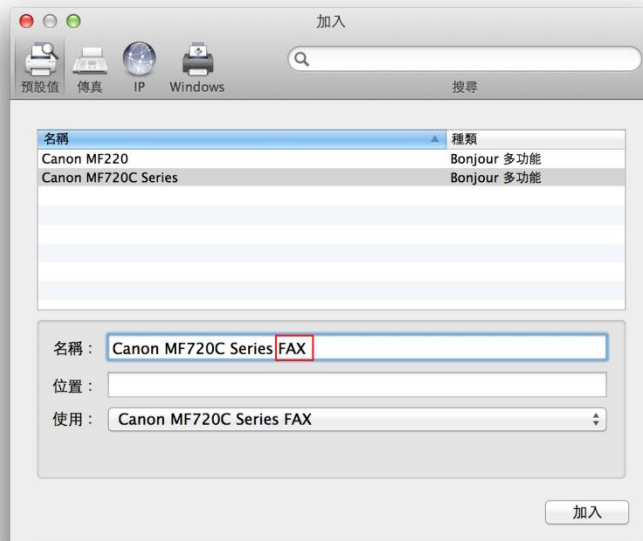 加入
預設值 傳真 IP Windows 搜尋
名稱 種類
Canon MF220 Bonjour 多功能
Canon MF720C Series Bonjour 多功能
名稱： Canon MF720C Series FAX
位置：
使用： Canon MF720C Series FAX
加入